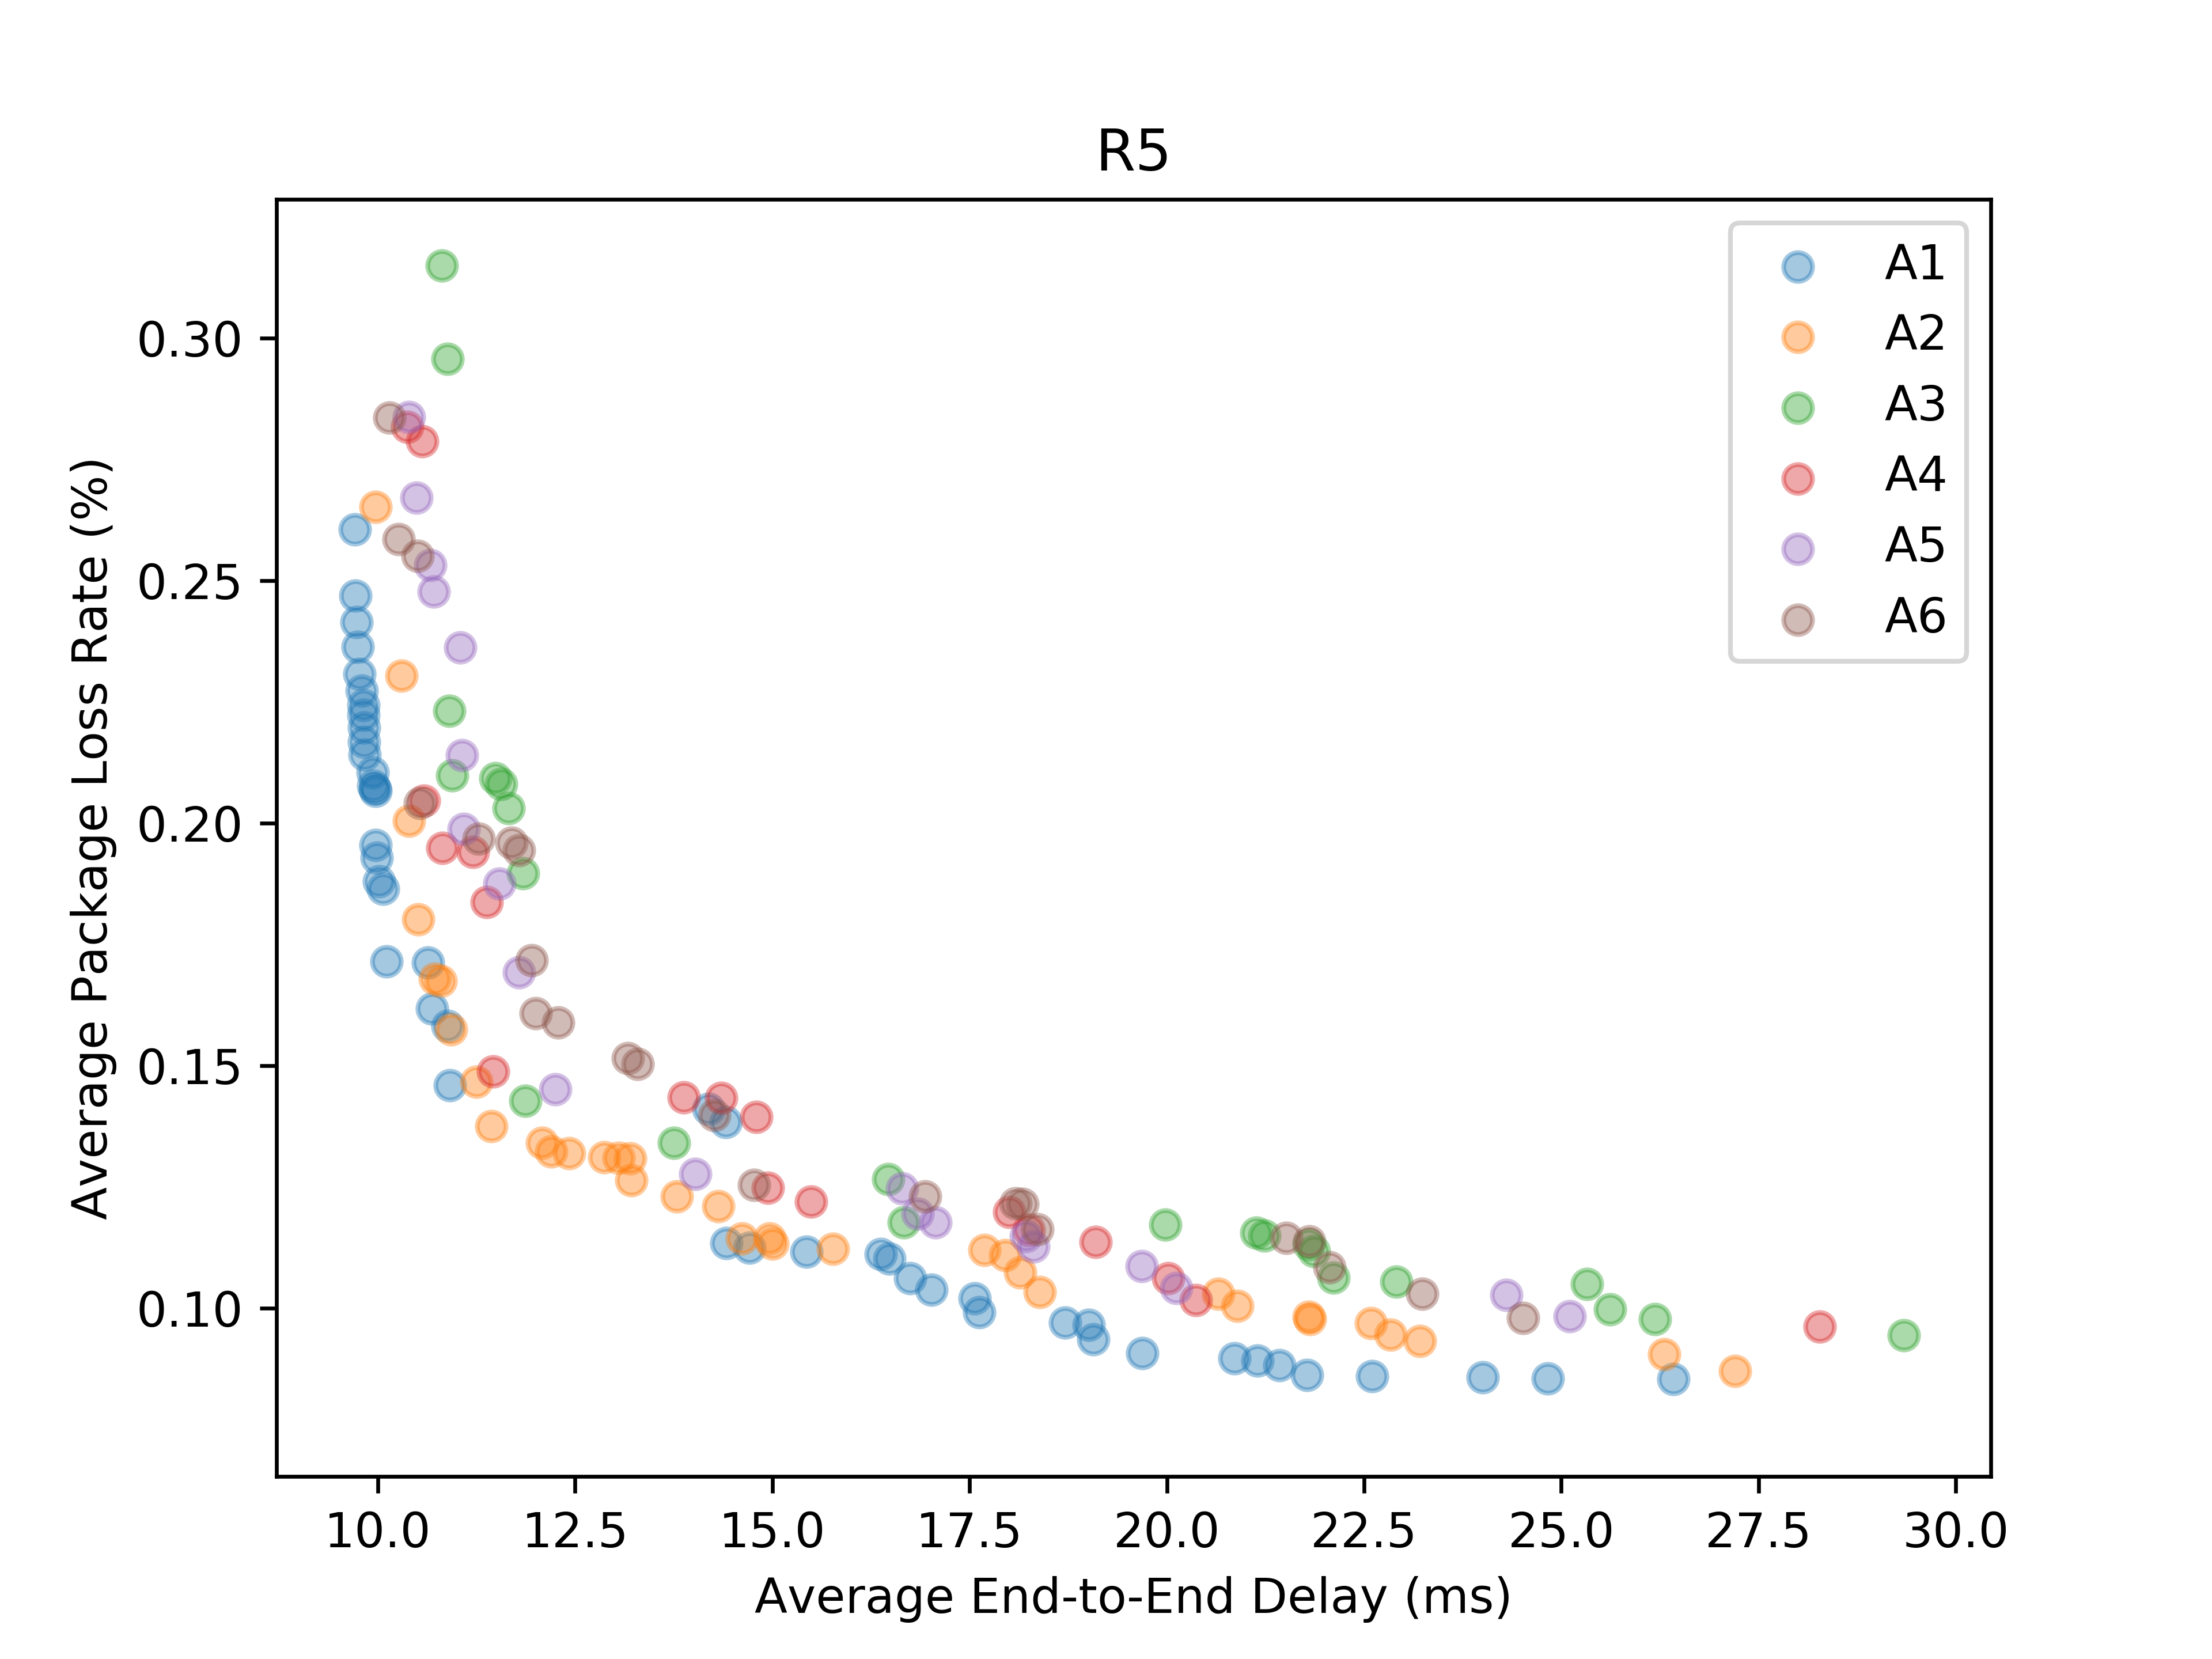 R5
A1
A2
A3
A4
A5
A6
Average Package Loss Rate (%)
0.30
0.25
0.20
0.15
0.10
10.0 12.5 15.0 17.5 20.0 22.5 25.0 27.5 30.0
Average End-to-End Delay (ms)